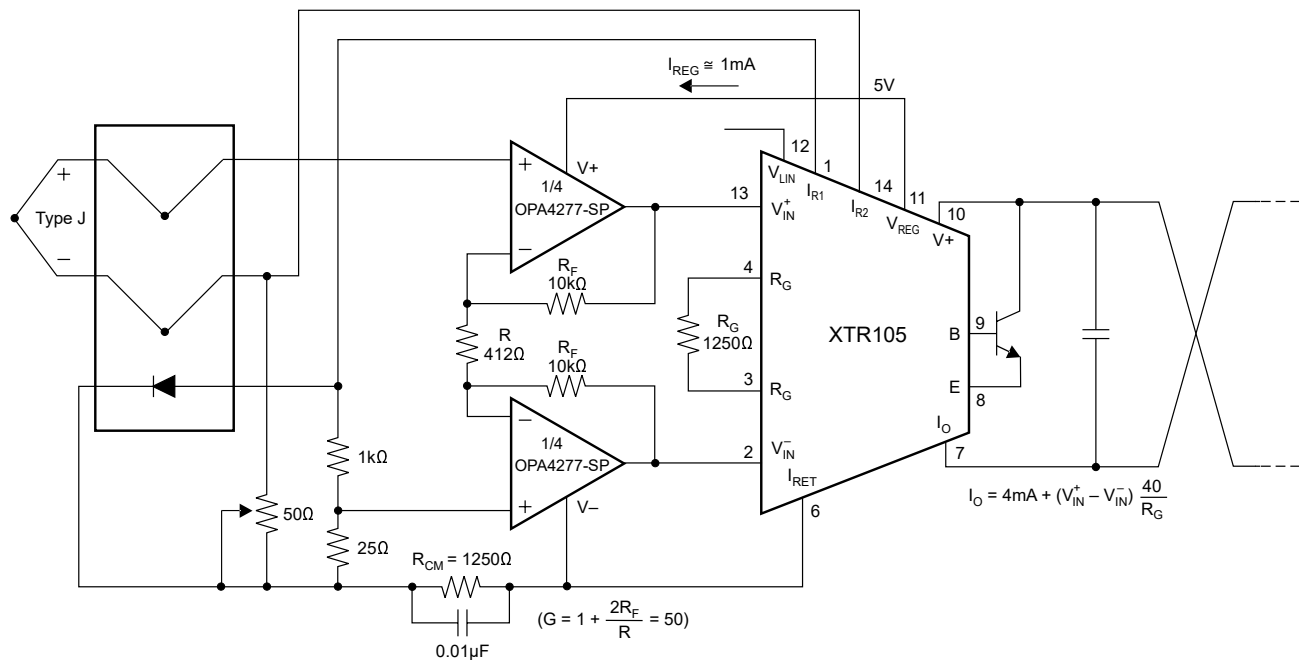 I_REG ≅ 1mA
5V
Type J
+
–
+
–
1/4
OPA4277-SP
V+
R_F
10kΩ
R
412Ω
R_F
10kΩ
–
+
1/4
OPA4277-SP
V–
1kΩ
50Ω
25Ω
R_CM = 1250Ω
0.01µF
(G = 1 + 2R_F/R = 50)
12
1
14
11
10
V_LIN
I_R1
I_R2
V_REG
V+
13
V_IN^+
4
R_G
R_G
1250Ω
3
R_G
2
V_IN^–
I_RET
6
XTR105
B
9
E
8
I_O
7
I_O = 4mA + (V_IN^+ – V_IN^–) 40/R_G